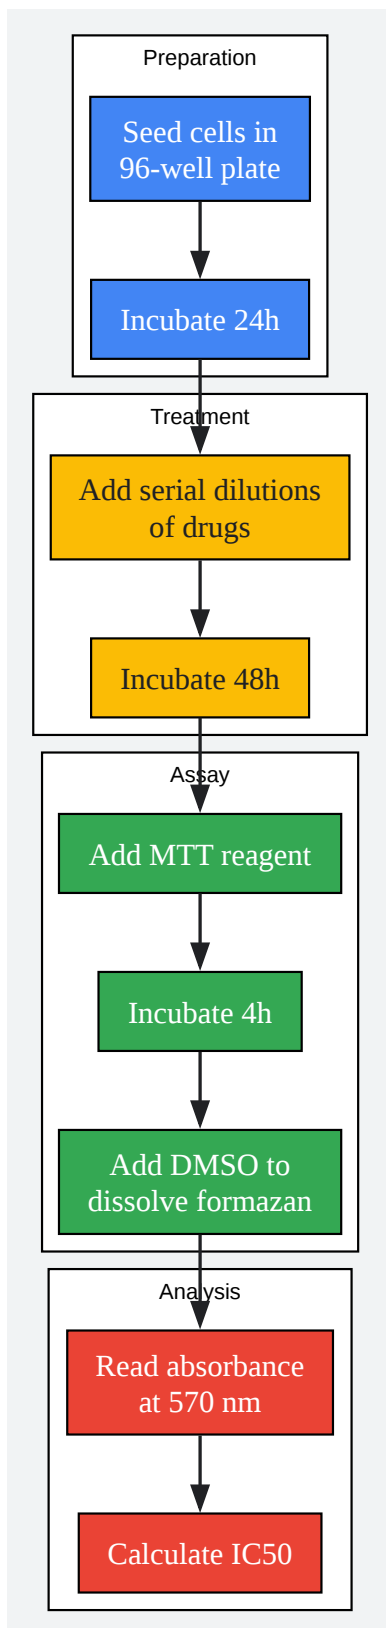 Preparation
Seed cells in
96-well plate
Incubate 24h
Treatment
Add serial dilutions
of drugs
Incubate 48h
Assay
Add MTT reagent
Incubate 4h
Add DMSO to
dissolve formazan
Analysis
Read absorbance
at 570 nm
Calculate IC50